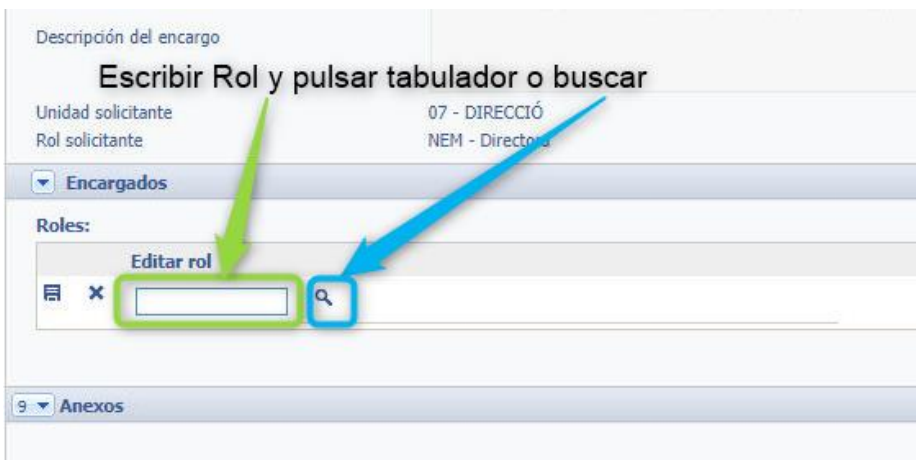 Descripción del encargo
Escribir Rol y pulsar tabulador o buscar
Unidad solicitante 07 - DIRECCIÓ
Rol solicitante NEM - Directora
Encargados
Roles:
Editar rol
9 Anexos